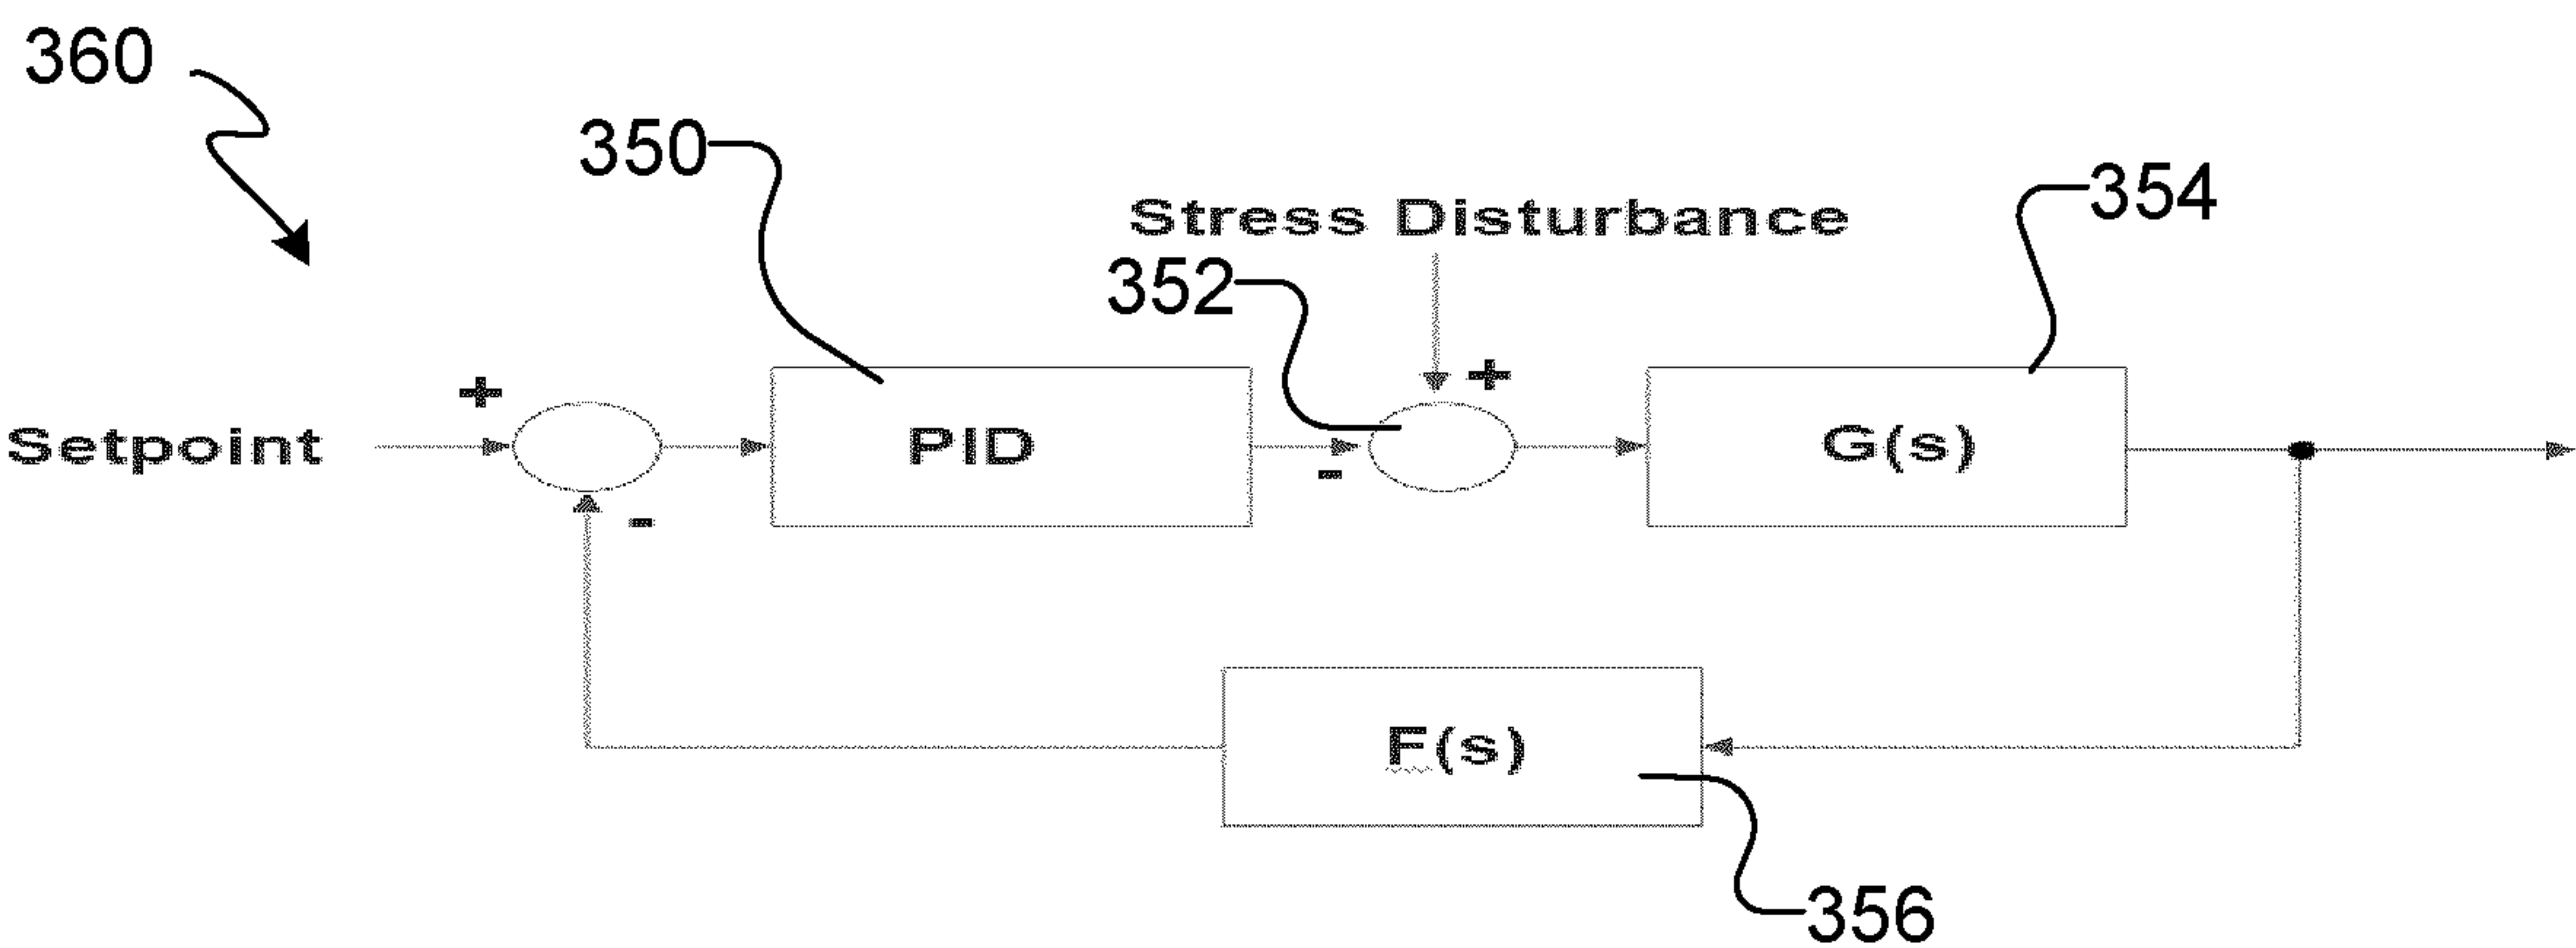 360
350
354
Stress Disturbance
352
+
+
Setpoint
PID
G(s)
-
-
F(s)
356